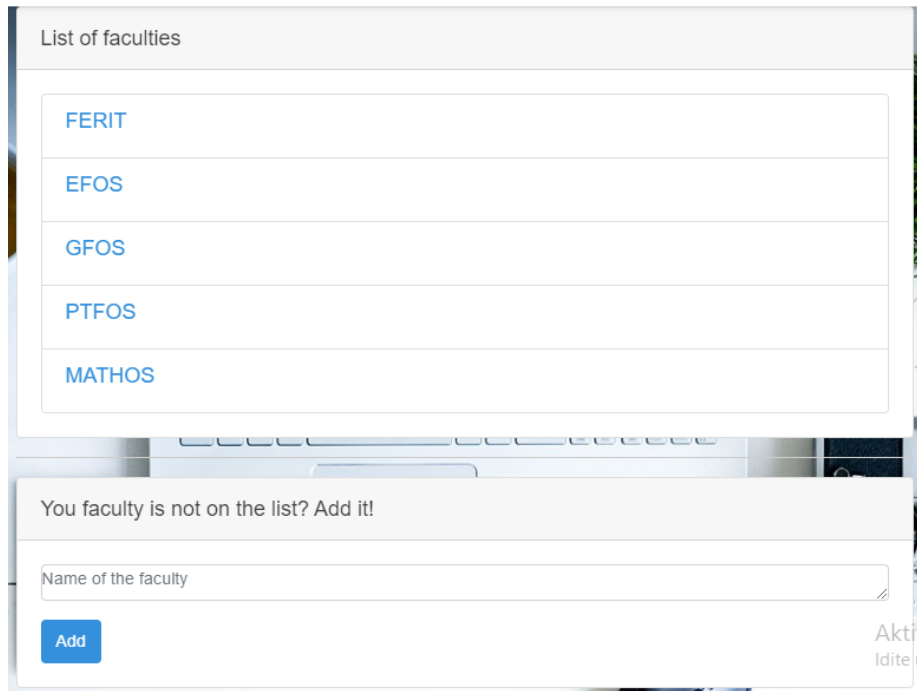 List of faculties
FERIT
EFOS
GFOS
PTFOS
MATHOS
You faculty is not on the list? Add it!
Name of the faculty
Add
Akti
Idite